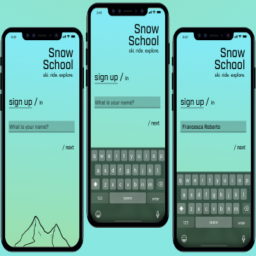 Snow
School
ski ride explore
sign up / in
What is your name?
/ next
Snow
School
ski ride explore
sign up / in
What is your name?
/ next
Snow
School
ski ride explore
sign up / in
Francesca Roberto
/ next